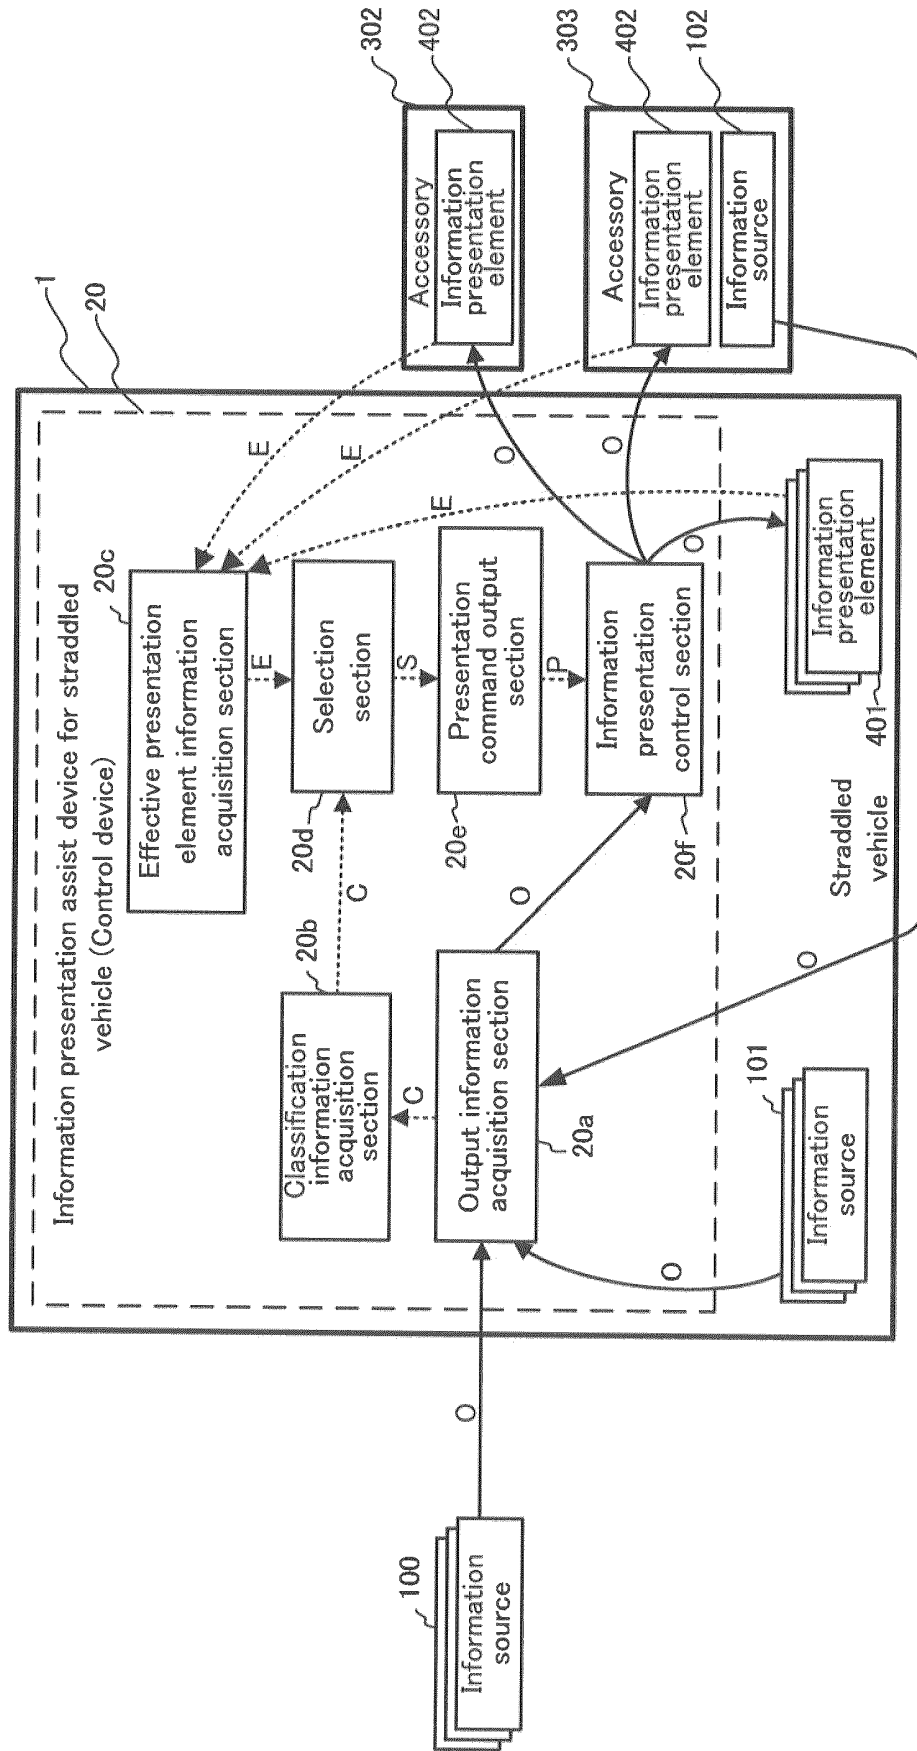 1
20
Information presentation assist device for straddled
vehicle (Control device)
20c
Effective presentation
element information
acquisition section
E
E
E
E
20b
Classification
information
acquisition
section
C
C
20d
Selection
section
S
20e
Presentation
command output
section
P
20f
Information
presentation
control section
Output information
acquisition section
20a
O
O
O
O
O
O
O
100
Information
source
101
Information
source
Straddled
vehicle
401
Information
presentation
element
302
402
Accessory
Information
presentation
element
303
402
102
Accessory
Information
presentation
element
Information
source